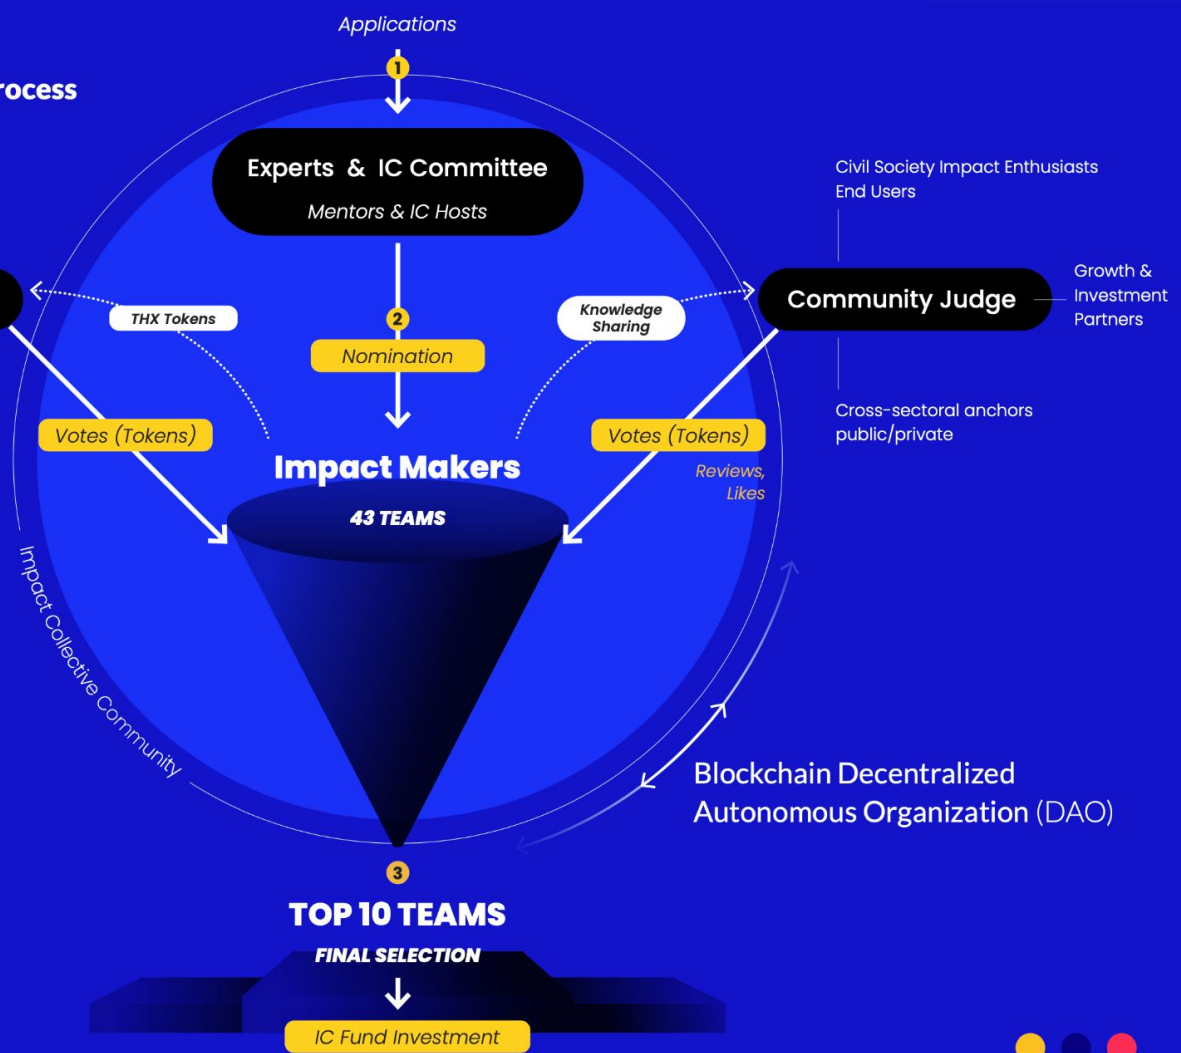 Applications
1
rocess
Experts & IC Committee
Mentors & IC Hosts
Civil Society Impact Enthusiasts
End Users
Community Judge
Growth &
Investment
Partners
THX Tokens
2
Knowledge
Sharing
Nomination
Votes (Tokens)
Votes (Tokens)
Cross-sectoral anchors
public/private
Impact Makers
Reviews,
Likes
43 TEAMS
Impact Collective Community
Blockchain Decentralized
Autonomous Organization (DAO)
3
TOP 10 TEAMS
FINAL SELECTION
IC Fund Investment